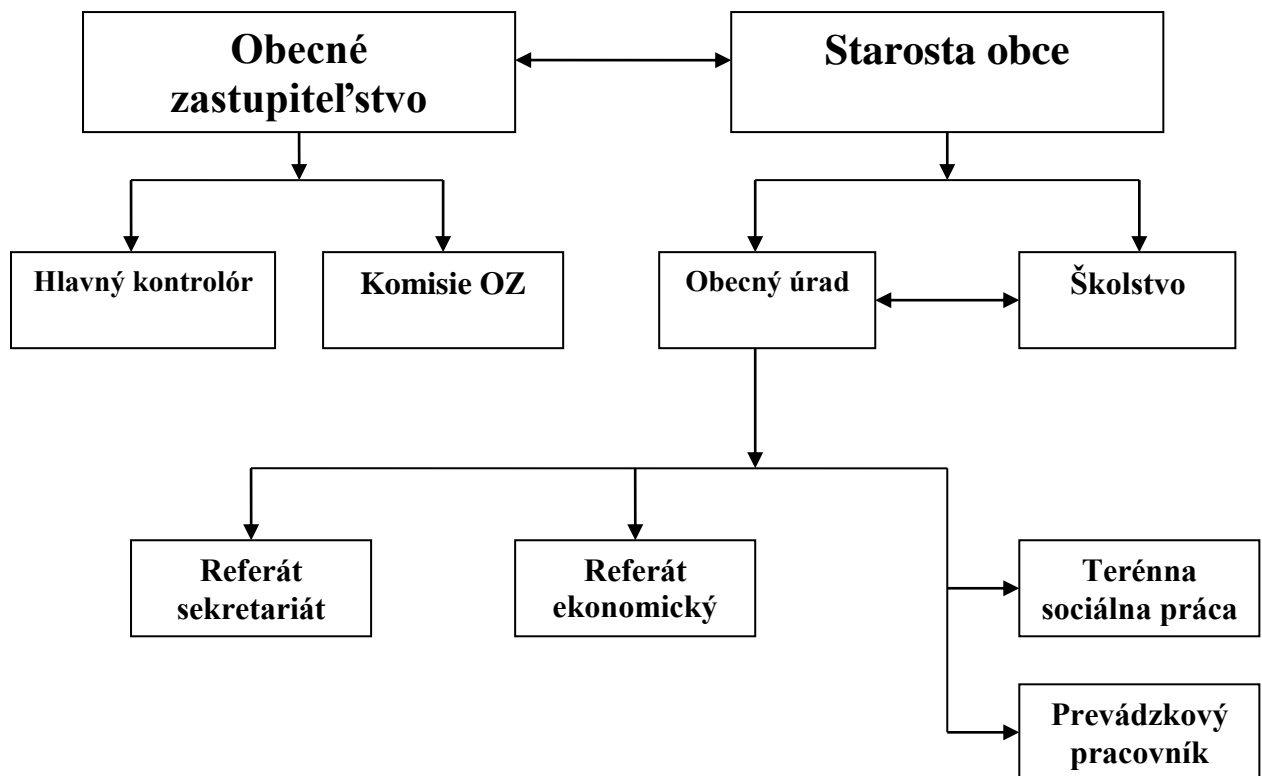 Obecné
zastupiteľstvo
Starosta obce
Hlavný kontrolór
Komisie OZ
Obecný úrad
Školstvo
Referát
sekretariát
Referát
ekonomický
Terénna
sociálna práca
Prevádzkový
pracovník